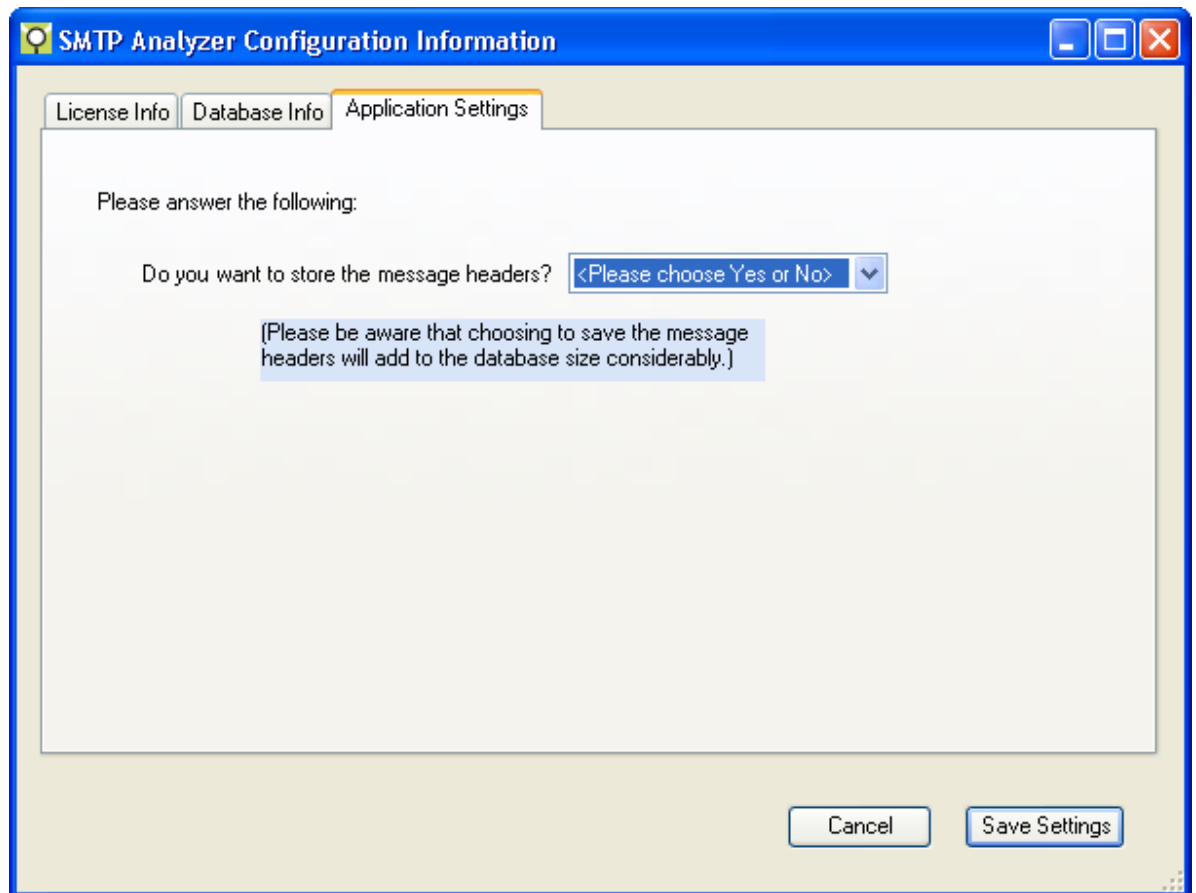 SMTP Analyzer Configuration Information
License Info Database Info Application Settings
Please answer the following:
Do you want to store the message headers? <Please choose Yes or No>
(Please be aware that choosing to save the message
headers will add to the database size considerably.)
Cancel Save Settings